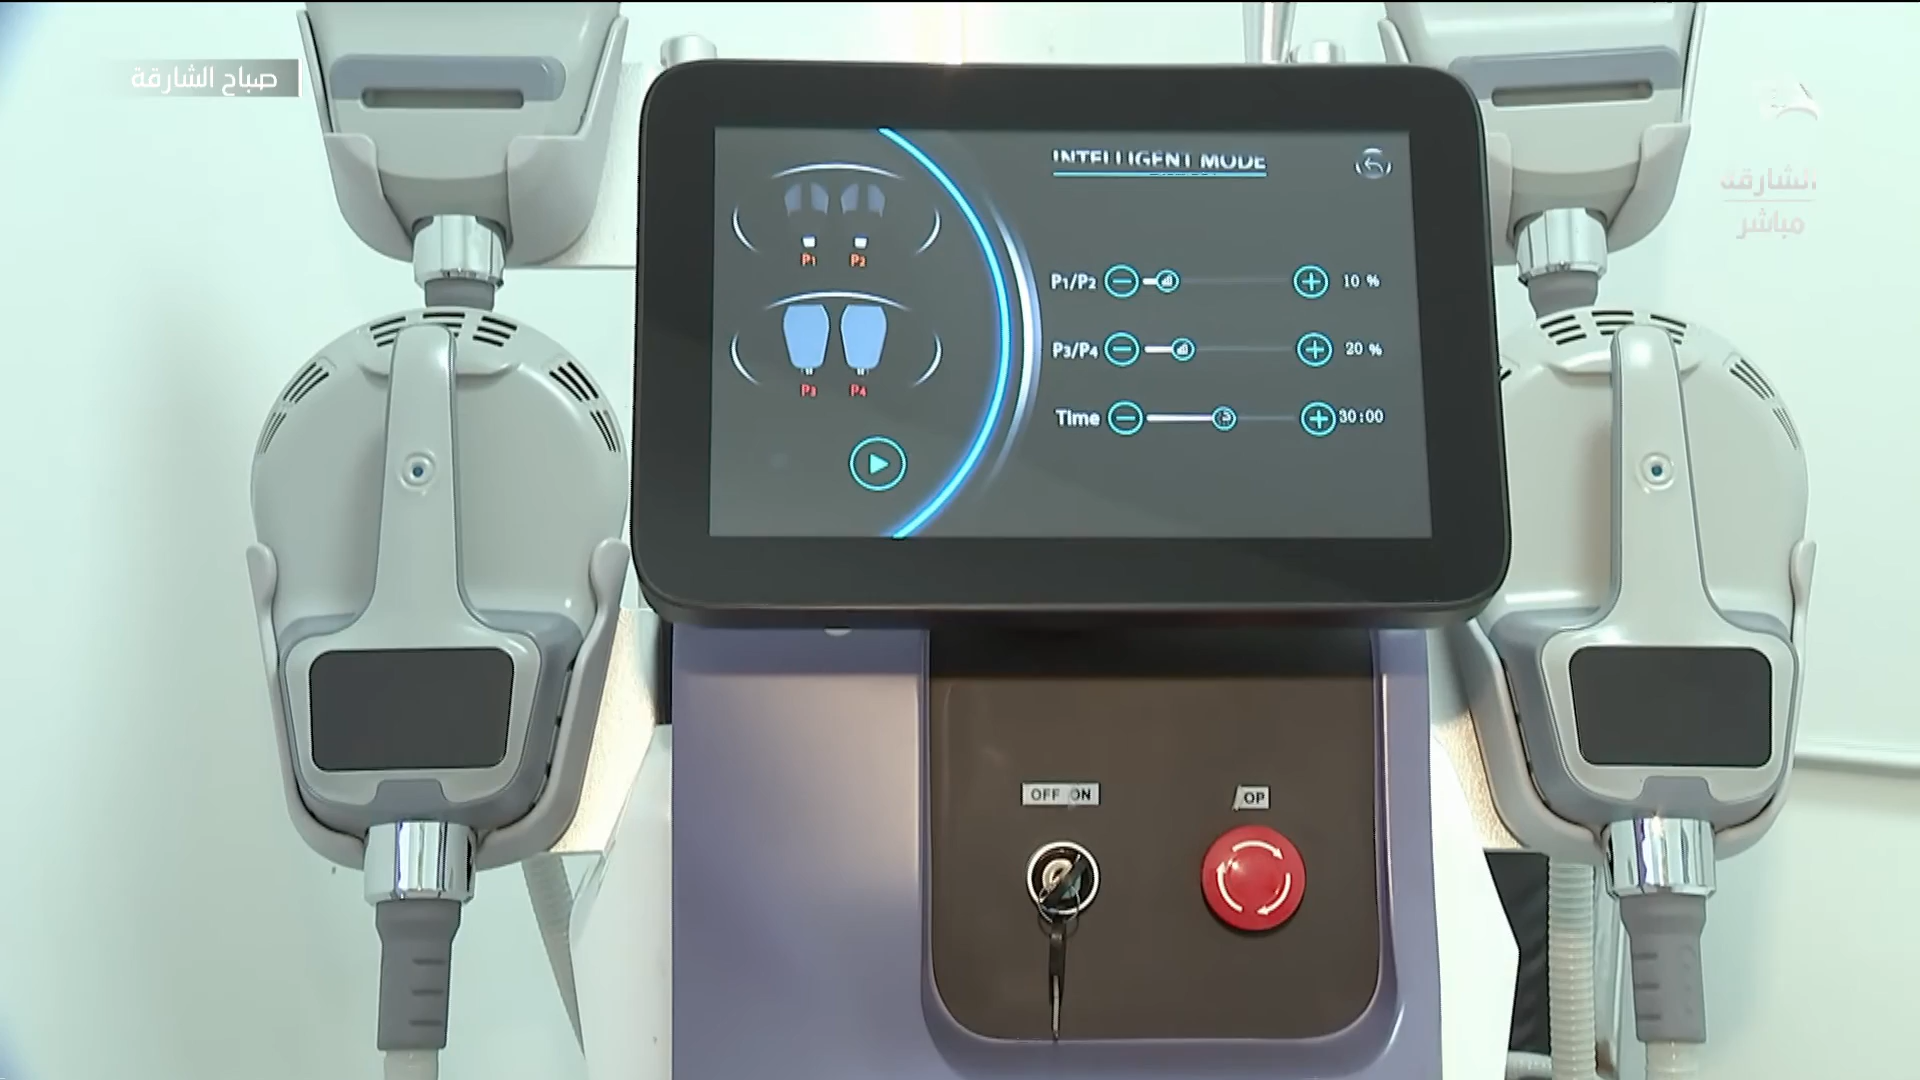 صباح الشارقة
الشارقة
مباشر
INTELLIGENT MODE
P1 P2
P3 P4
P1/P2 10 %
P3/P4 20 %
Time 30:00
OFF ON
OP